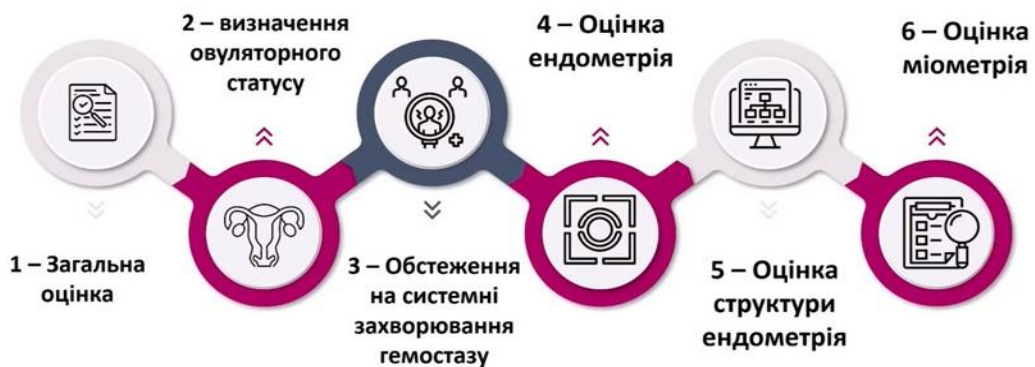 1 – Загальна
оцінка
2 – визначення
овуляторного
статусу
3 – Обстеження
на системні
захворювання
гемостазу
4 – Оцінка
ендометрія
5 – Оцінка
структури
ендометрія
6 – Оцінка
міометрія